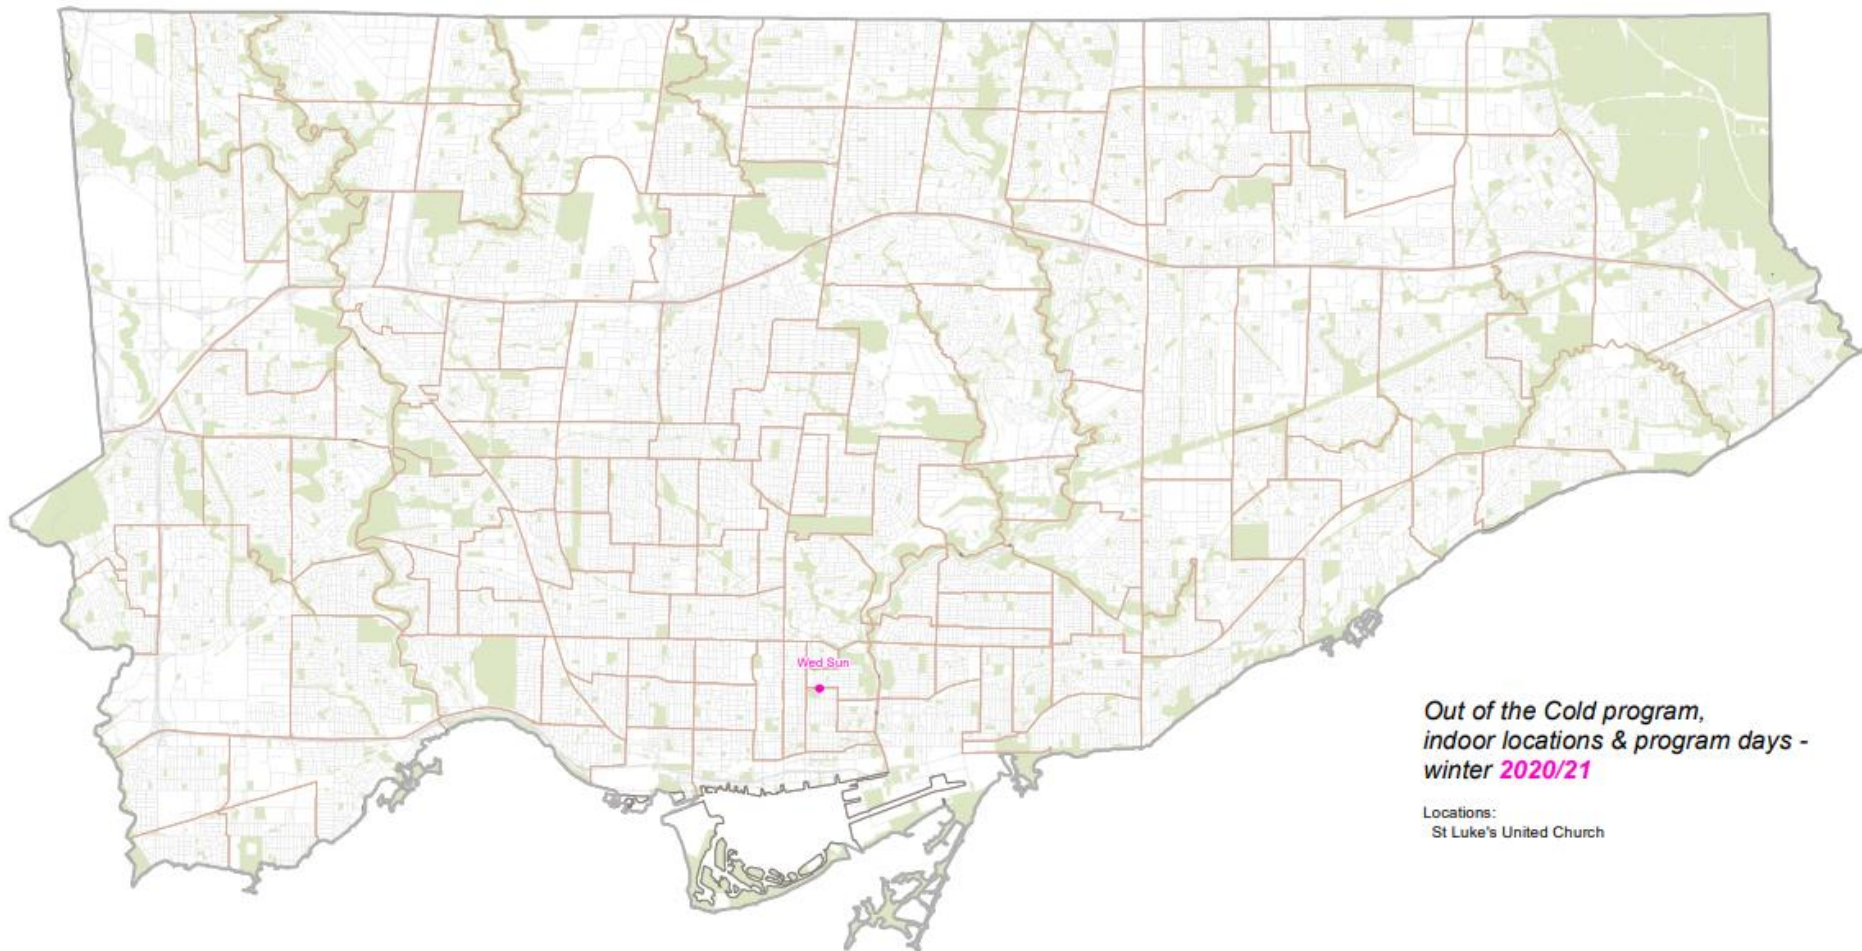 Wed Sun
Out of the Cold program,
indoor locations & program days -
winter 2020/21
Locations:
St Luke's United Church